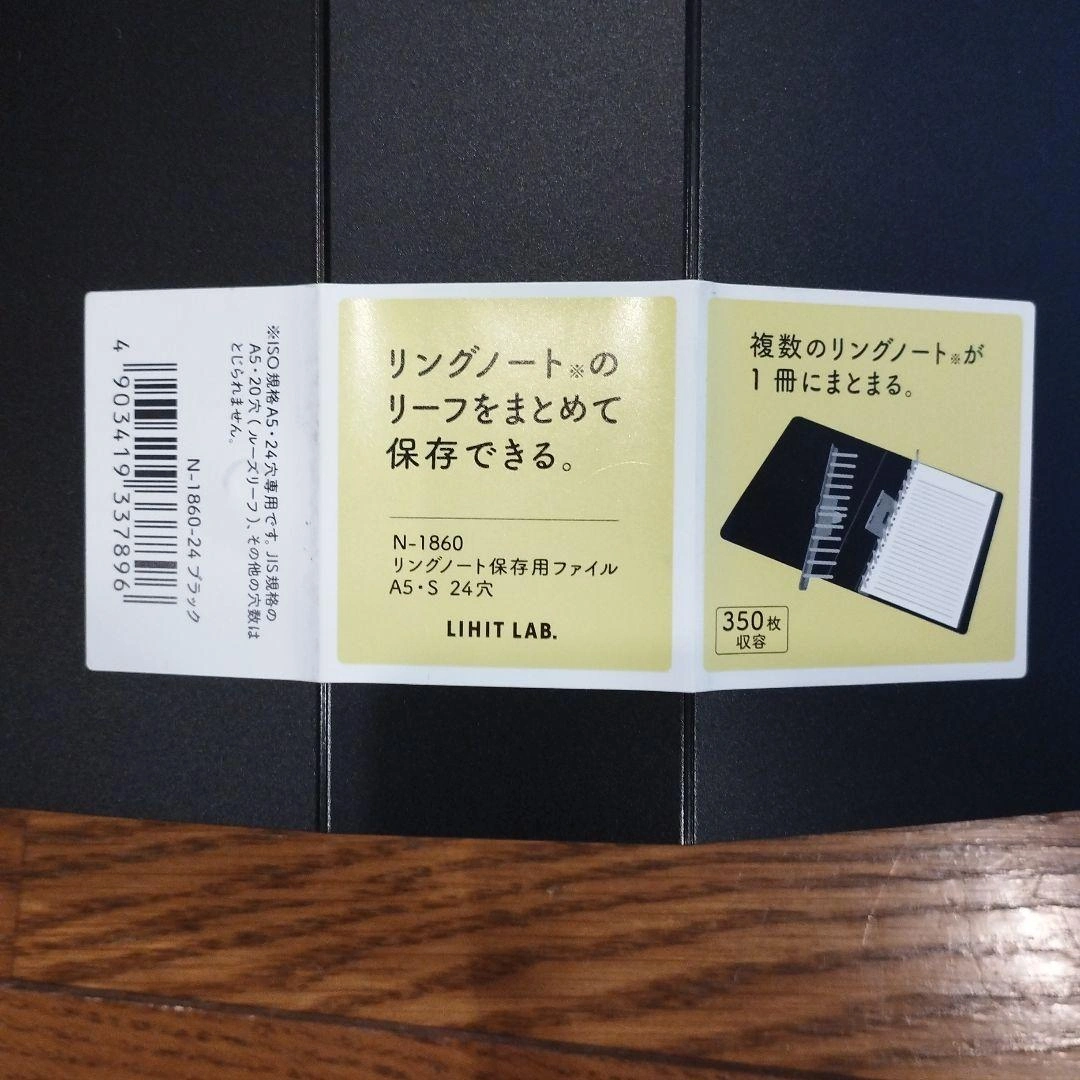 ※ISO規格A5・24穴専用です。JIS規格の
A5・20穴(ルーズリーフ)、その他の穴数は
とじられません。
N-1860-24 ブラック
4 903419 337896
リングノート※の
リーフをまとめて
保存できる。
N-1860
リングノート保存用ファイル
A5・S 24穴
LIHIT LAB.
複数のリングノート※が
1冊にまとまる。
350枚
収容